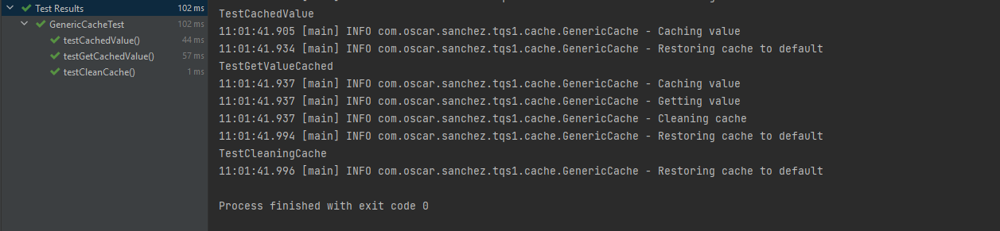 Test Results 102 ms
GenericCacheTest 102 ms
testCachedValue() 44 ms
testGetCachedValue() 57 ms
testCleanCache() 1 ms
TestCachedValue
11:01:41.905 [main] INFO com.oscar.sanchez.tqs1.cache.GenericCache - Caching value
11:01:41.934 [main] INFO com.oscar.sanchez.tqs1.cache.GenericCache - Restoring cache to default
TestGetValueCached
11:01:41.937 [main] INFO com.oscar.sanchez.tqs1.cache.GenericCache - Caching value
11:01:41.937 [main] INFO com.oscar.sanchez.tqs1.cache.GenericCache - Getting value
11:01:41.937 [main] INFO com.oscar.sanchez.tqs1.cache.GenericCache - Cleaning cache
11:01:41.994 [main] INFO com.oscar.sanchez.tqs1.cache.GenericCache - Restoring cache to default
TestCleaningCache
11:01:41.996 [main] INFO com.oscar.sanchez.tqs1.cache.GenericCache - Restoring cache to default
Process finished with exit code 0